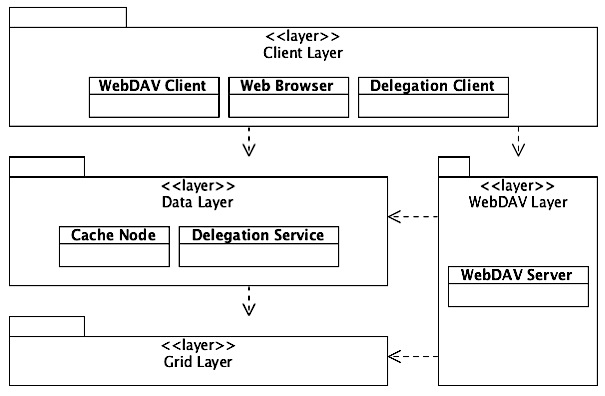 <<layer>>
Client Layer
WebDAV Client
Web Browser
Delegation Client
<<layer>>
Data Layer
Cache Node
Delegation Service
<<layer>>
WebDAV Layer
WebDAV Server
<<layer>>
Grid Layer